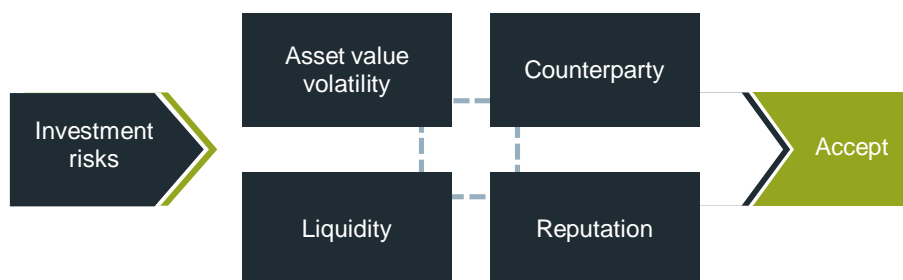 Asset value
volatility
Counterparty
Investment
risks
Accept
Liquidity
Reputation